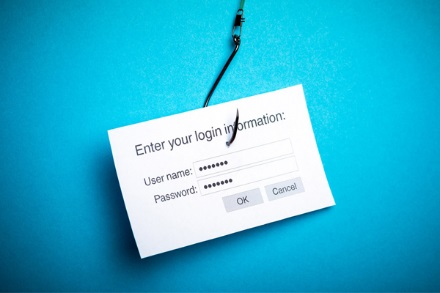 Enter your login information:
User name: •••••••
Password: •••••••
OK Cancel